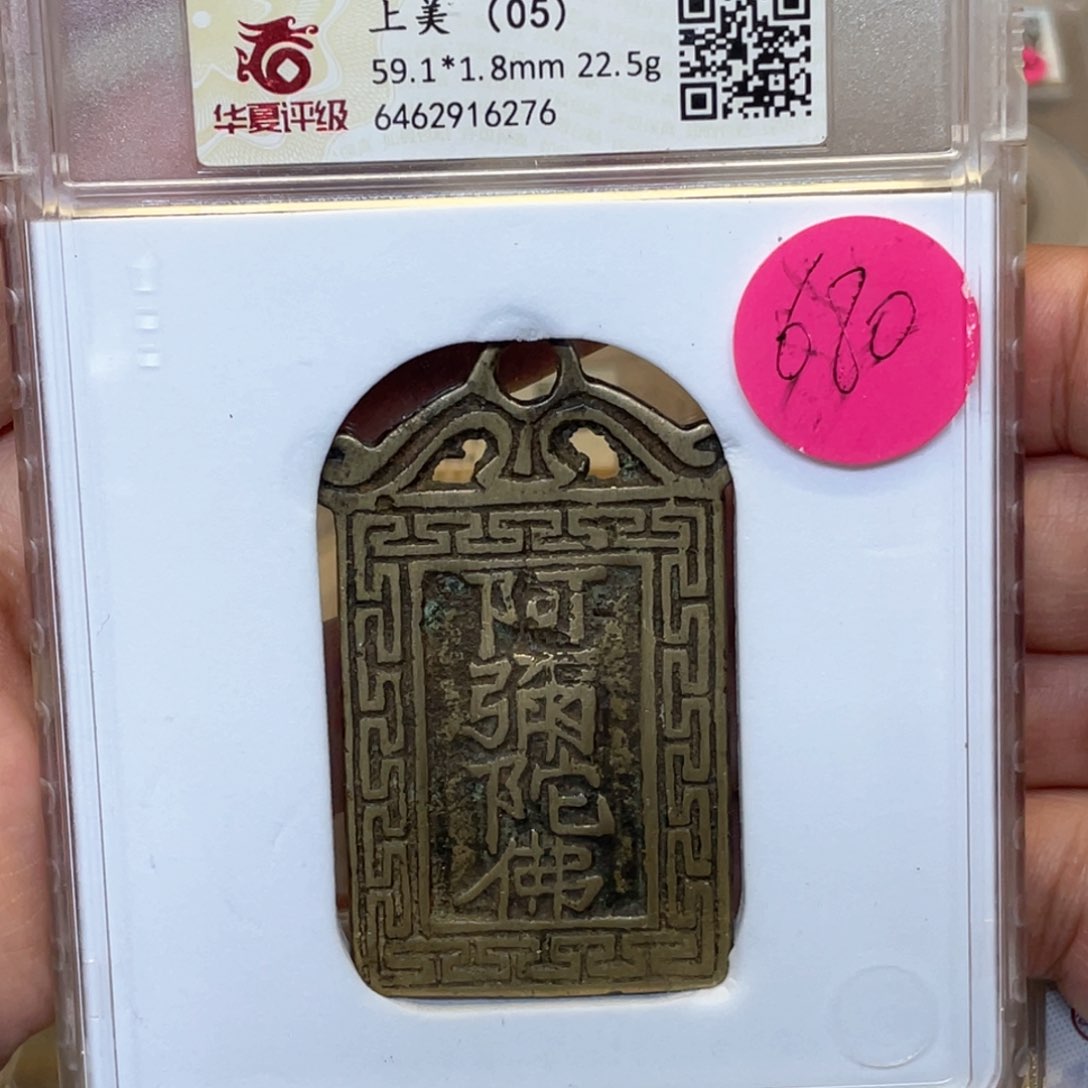 上美 (05)
59.1*1.8mm 22.5g
华夏评级 6462916276
680
阿彌陀佛